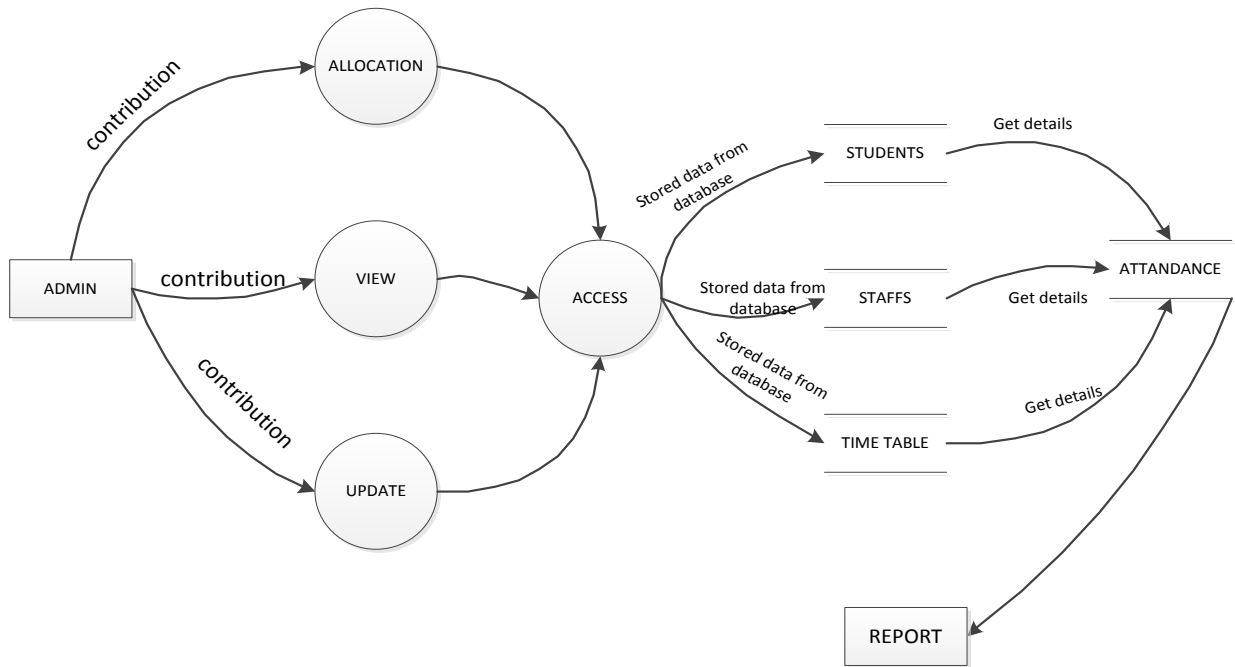 contribution
ALLOCATION
ADMIN
contribution
VIEW
contribution
UPDATE
ACCESS
Stored data from
database
STUDENTS
Get details
Stored data from
database
STAFFS
Get details
ATTANDANCE
Stored data from
database
TIME TABLE
Get details
REPORT